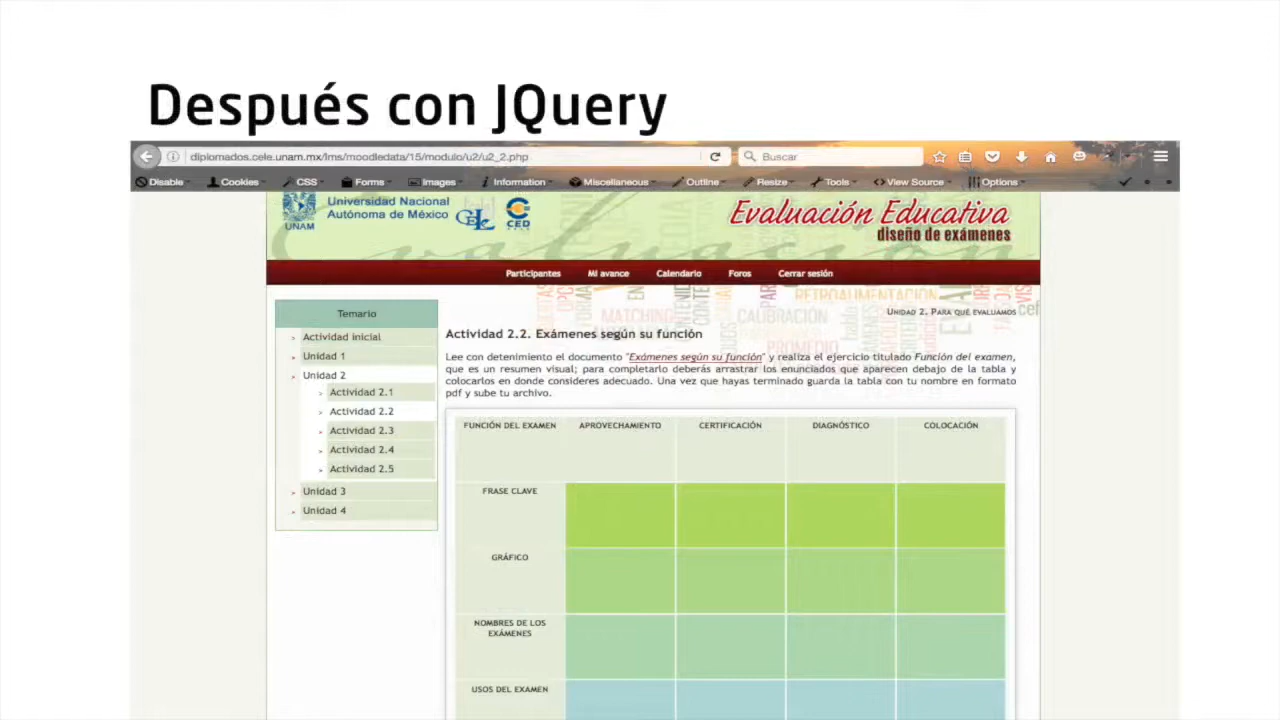 Después con JQuery
diplomados.cele.unam.mx/lms/moodledata/15/modulo/u2/u2_2.php
Buscar
Disable Cookies CSS Forms Images Information Miscellaneous Outline Resize Tools View Source Options
UNAM
Universidad Nacional
Autónoma de México
CED
Evaluación Educativa
diseño de exámenes
Participantes Mi avance Calendario Foros Cerrar sesión
Temario
Actividad inicial
Unidad 1
Unidad 2
Actividad 2.1
Actividad 2.2
Actividad 2.3
Actividad 2.4
Actividad 2.5
Unidad 3
Unidad 4
RETROALIMENTACIÓN
MATCHING
CALIBRACIÓN
PROMEDIO
Unidad 2. Para qué evaluamos
Actividad 2.2. Exámenes según su función
Lee con detenimiento el documento "Exámenes según su función" y realiza el ejercicio titulado Función del examen,
que es un resumen visual; para completarlo deberás arrastrar los enunciados que aparecen debajo de la tabla y
colocarlos en donde consideres adecuado. Una vez que hayas terminado guarda la tabla con tu nombre en formato
pdf y sube tu archivo.
FUNCIÓN DEL EXAMEN APROVECHAMIENTO CERTIFICACIÓN DIAGNÓSTICO COLOCACIÓN
FRASE CLAVE
GRÁFICO
NOMBRES DE LOS
EXÁMENES
USOS DEL EXAMEN